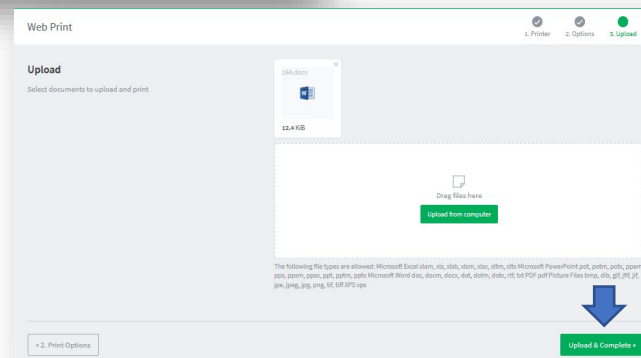 Web Print
1. Printer
2. Options
3. Upload
Upload
Select documents to upload and print
16A.docx
12.4 KiB
Drag files here
Upload from computer
The following file types are allowed: Microsoft Excel xlam, xls, xlsb, xlsm, xlsx, xltm, xltx Microsoft PowerPoint pot, potm, potx, ppam,
pps, ppsm, ppsx, ppt, pptm, pptx Microsoft Word doc, docm, docx, dot, dotm, dotx, rtf, txt PDF pdf Picture Files bmp, dib, gif, jfif, jif,
jpe, jpeg, jpg, png, tif, tiff XPS xps
« 2. Print Options
Upload & Complete »